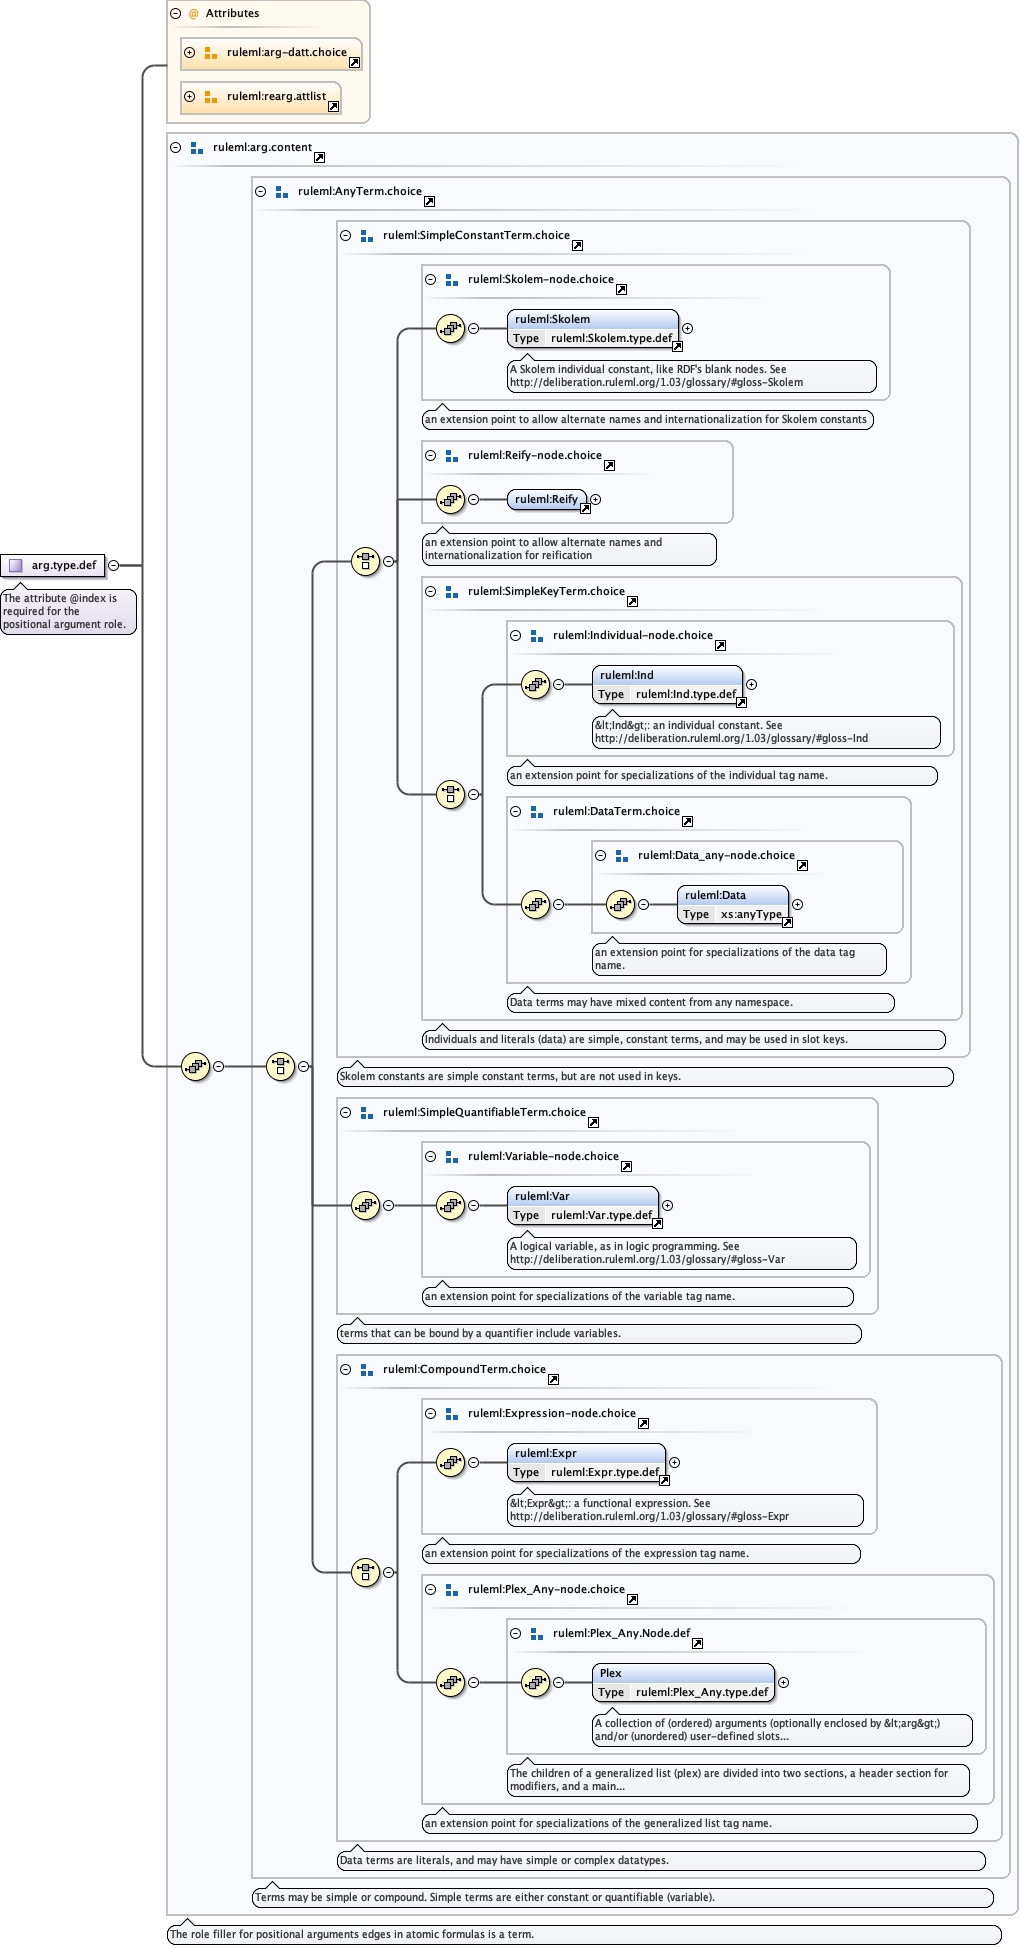 @ Attributes
ruleml:arg-datt.choice
ruleml:rearg.attlist
ruleml:arg.content
ruleml:AnyTerm.choice
ruleml:SimpleConstantTerm.choice
ruleml:Skolem-node.choice
ruleml:Skolem
Type ruleml:Skolem.type.def
A Skolem individual constant, like RDF's blank nodes. See
http://deliberation.ruleml.org/1.03/glossary/#gloss-Skolem
an extension point to allow alternate names and internationalization for Skolem constants
ruleml:Reify-node.choice
ruleml:Reify
an extension point to allow alternate names and
internationalization for reification
arg.type.def
The attribute @index is
required for the
positional argument role.
ruleml:SimpleKeyTerm.choice
ruleml:Individual-node.choice
ruleml:Ind
Type ruleml:Ind.type.def
&lt;Ind&gt;: an individual constant. See
http://deliberation.ruleml.org/1.03/glossary/#gloss-Ind
an extension point for specializations of the individual tag name.
ruleml:DataTerm.choice
ruleml:Data_any-node.choice
ruleml:Data
Type xs:anyType
an extension point for specializations of the data tag
name.
Data terms may have mixed content from any namespace.
Individuals and literals (data) are simple, constant terms, and may be used in slot keys.
Skolem constants are simple constant terms, but are not used in keys.
ruleml:SimpleQuantifiableTerm.choice
ruleml:Variable-node.choice
ruleml:Var
Type ruleml:Var.type.def
A logical variable, as in logic programming. See
http://deliberation.ruleml.org/1.03/glossary/#gloss-Var
an extension point for specializations of the variable tag name.
terms that can be bound by a quantifier include variables.
ruleml:CompoundTerm.choice
ruleml:Expression-node.choice
ruleml:Expr
Type ruleml:Expr.type.def
&lt;Expr&gt;: a functional expression. See
http://deliberation.ruleml.org/1.03/glossary/#gloss-Expr
an extension point for specializations of the expression tag name.
ruleml:Plex_Any-node.choice
ruleml:Plex_Any.Node.def
Plex
Type ruleml:Plex_Any.type.def
A collection of (ordered) arguments (optionally enclosed by &lt;arg&gt;)
and/or (unordered) user-defined slots...
The children of a generalized list (plex) are divided into two sections, a header section for
modifiers, and a main...
an extension point for specializations of the generalized list tag name.
Data terms are literals, and may have simple or complex datatypes.
Terms may be simple or compound. Simple terms are either constant or quantifiable (variable).
The role filler for positional arguments edges in atomic formulas is a term.